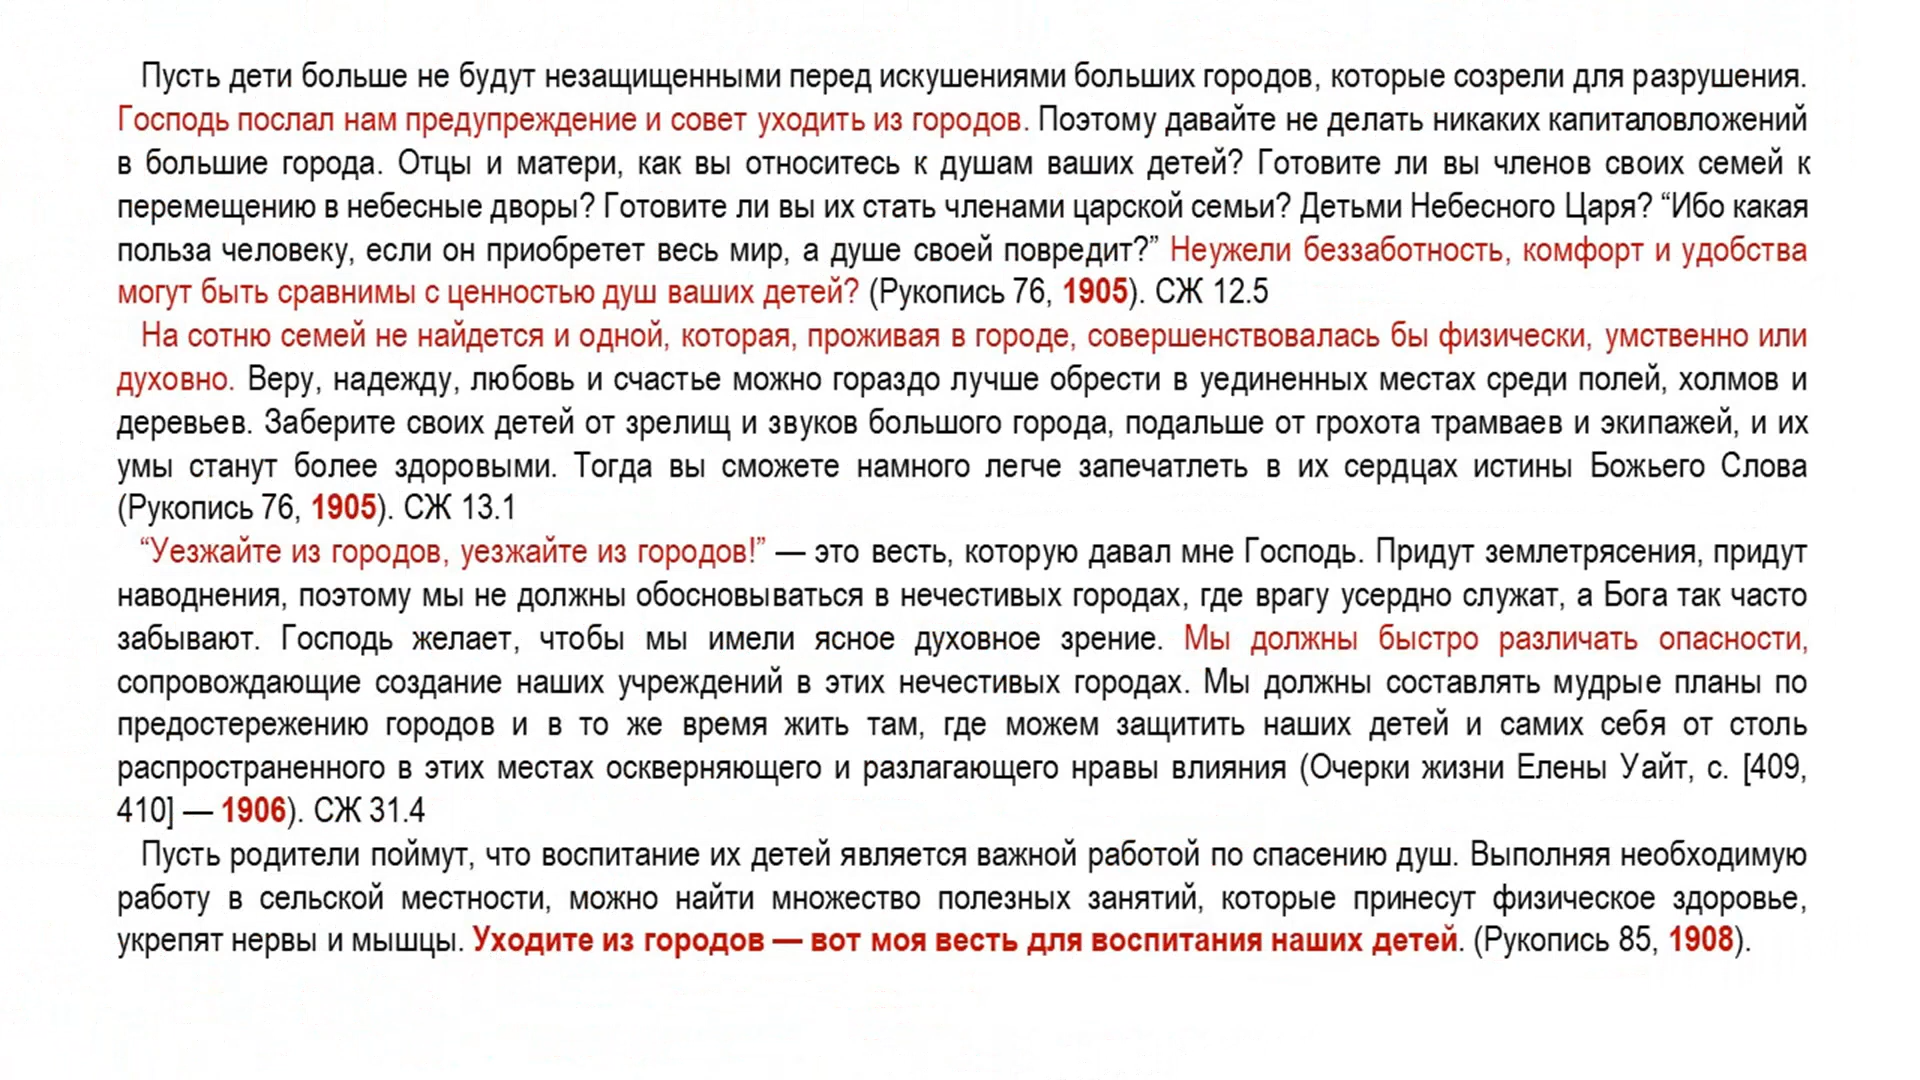 Пусть дети больше не будут незащищенными перед искушениями больших городов, которые созрели для разрушения.
Господь послал нам предупреждение и совет уходить из городов. Поэтому давайте не делать никаких капиталовложений
в большие города. Отцы и матери, как вы относитесь к душам ваших детей? Готовите ли вы членов своих семей к
перемещению в небесные дворы? Готовите ли вы их стать членами царской семьи? Детьми Небесного Царя? “Ибо какая
польза человеку, если он приобретет весь мир, а душе своей повредит?” Неужели беззаботность, комфорт и удобства
могут быть сравнимы с ценностью душ ваших детей? (Рукопись 76, 1905). СЖ 12.5
На сотню семей не найдется и одной, которая, проживая в городе, совершенствовалась бы физически, умственно или
духовно. Веру, надежду, любовь и счастье можно гораздо лучше обрести в уединенных местах среди полей, холмов и
деревьев. Заберите своих детей от зрелищ и звуков большого города, подальше от грохота трамваев и экипажей, и их
умы станут более здоровыми. Тогда вы сможете намного легче запечатлеть в их сердцах истины Божьего Слова
(Рукопись 76, 1905). СЖ 13.1
“Уезжайте из городов, уезжайте из городов!” — это весть, которую давал мне Господь. Придут землетрясения, придут
наводнения, поэтому мы не должны обосновываться в нечестивых городах, где врагу усердно служат, а Бога так часто
забывают. Господь желает, чтобы мы имели ясное духовное зрение. Мы должны быстро различать опасности,
сопровождающие создание наших учреждений в этих нечестивых городах. Мы должны составлять мудрые планы по
предостережению городов и в то же время жить там, где можем защитить наших детей и самих себя от столь
распространенного в этих местах оскверняющего и разлагающего нравы влияния (Очерки жизни Елены Уайт, с. [409,
410] — 1906). СЖ 31.4
Пусть родители поймут, что воспитание их детей является важной работой по спасению душ. Выполняя необходимую
работу в сельской местности, можно найти множество полезных занятий, которые принесут физическое здоровье,
укрепят нервы и мышцы. Уходите из городов — вот моя весть для воспитания наших детей. (Рукопись 85, 1908).